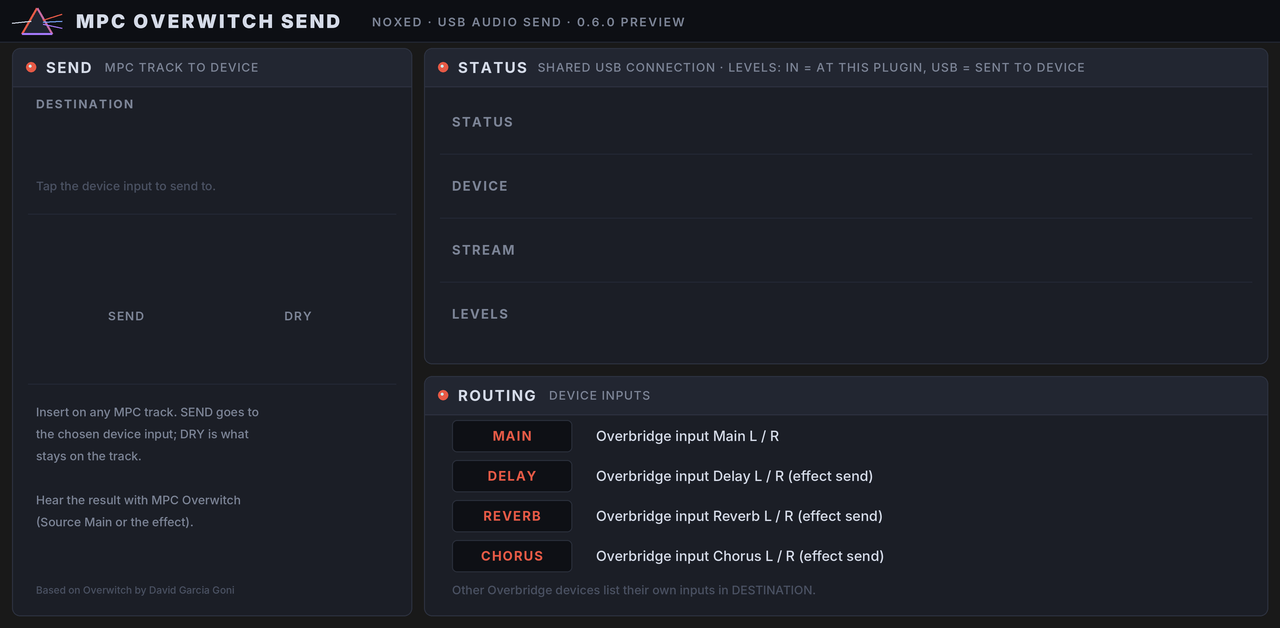 MPC OVERWITCH SEND
NOXED · USB AUDIO SEND · 0.6.0 PREVIEW
SEND MPC TRACK TO DEVICE
DESTINATION
Tap the device input to send to.
SEND DRY
Insert on any MPC track. SEND goes to
the chosen device input; DRY is what
stays on the track.
Hear the result with MPC Overwitch
(Source Main or the effect).
Based on Overwitch by David García Goñi
STATUS SHARED USB CONNECTION · LEVELS: IN = AT THIS PLUGIN, USB = SENT TO DEVICE
STATUS
DEVICE
STREAM
LEVELS
ROUTING DEVICE INPUTS
MAIN Overbridge input Main L / R
DELAY Overbridge input Delay L / R (effect send)
REVERB Overbridge input Reverb L / R (effect send)
CHORUS Overbridge input Chorus L / R (effect send)
Other Overbridge devices list their own inputs in DESTINATION.